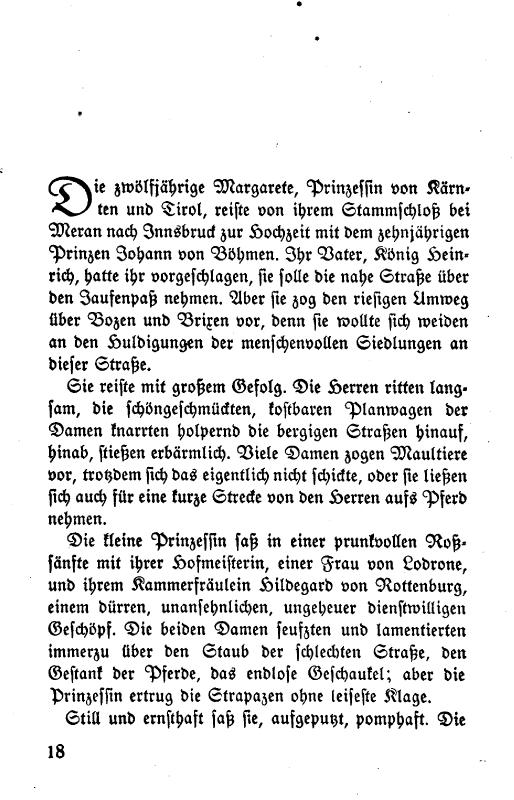 Die zwölfjährige Margarete, Prinzessin von Kärn-
ten und Tirol, reiste von ihrem Stammschloß bei
Meran nach Innsbruck zur Hochzeit mit dem zehnjährigen
Prinzen Johann von Böhmen. Ihr Vater, König Hein-
rich, hatte ihr vorgeschlagen, sie solle die nahe Straße über
den Jaufenpaß nehmen. Aber sie zog den riesigen Umweg
über Bozen und Brixen vor, denn sie wollte sich weiden
an den Huldigungen der menschenvollen Siedlungen an
dieser Straße.
Sie reiste mit großem Gefolg. Die Herren ritten lang-
sam, die schöngeschmückten, kostbaren Planwagen der
Damen knarrten holpernd die bergigen Straßen hinauf,
hinab, stießen erbärmlich. Viele Damen zogen Maultiere
vor, trotzdem sich das eigentlich nicht schickte, oder sie ließen
sich auch für eine kurze Strecke von den Herren aufs Pferd
nehmen.
Die kleine Prinzessin saß in einer prunkvollen Roß-
sänfte mit ihrer Hofmeisterin, einer Frau von Lodrone,
und ihrem Kammerfräulein Hildegard von Rottenburg,
einem dürren, unansehnlichen, ungeheuer dienstwilligen
Geschöpf. Die beiden Damen seufzten und lamentierten
immerzu über den Staub der schlechten Straße, den
Gestank der Pferde, das endlose Geschaukel; aber die
Prinzessin ertrug die Strapazen ohne leiseste Klage.
Still und ernsthaft saß sie, aufgeputzt, pomphaft. Die
18